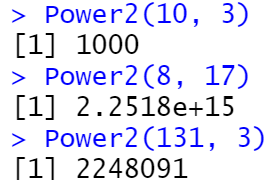 > Power2(10, 3)
[1] 1000
> Power2(8, 17)
[1] 2.2518e+15
> Power2(131, 3)
[1] 2248091